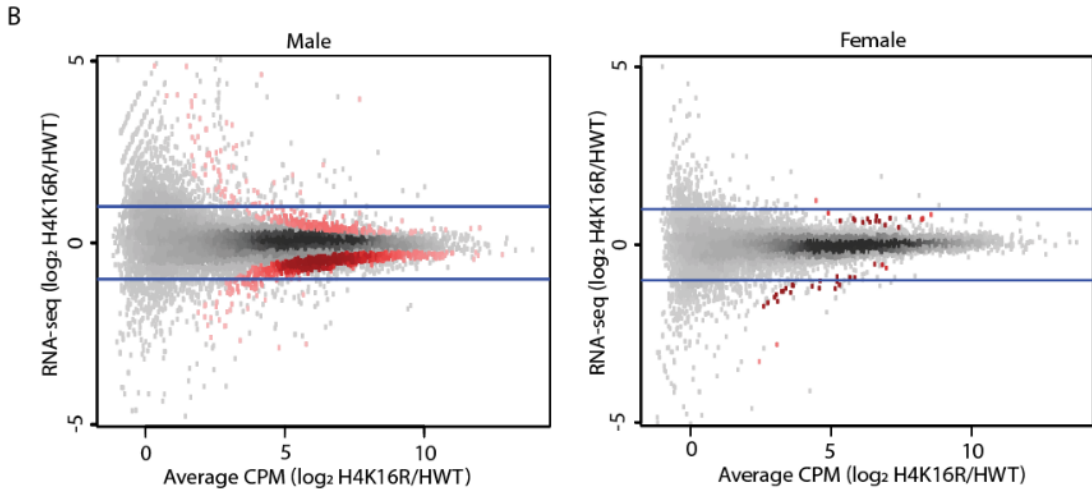 B
Male
Female
RNA-seq (log₂ H4K16R/HWT)
5
0
-5
0
5
10
Average CPM (log₂ H4K16R/HWT)
RNA-seq (log₂ H4K16R/HWT)
5
0
-5
0
5
10
Average CPM (log₂ H4K16R/HWT)